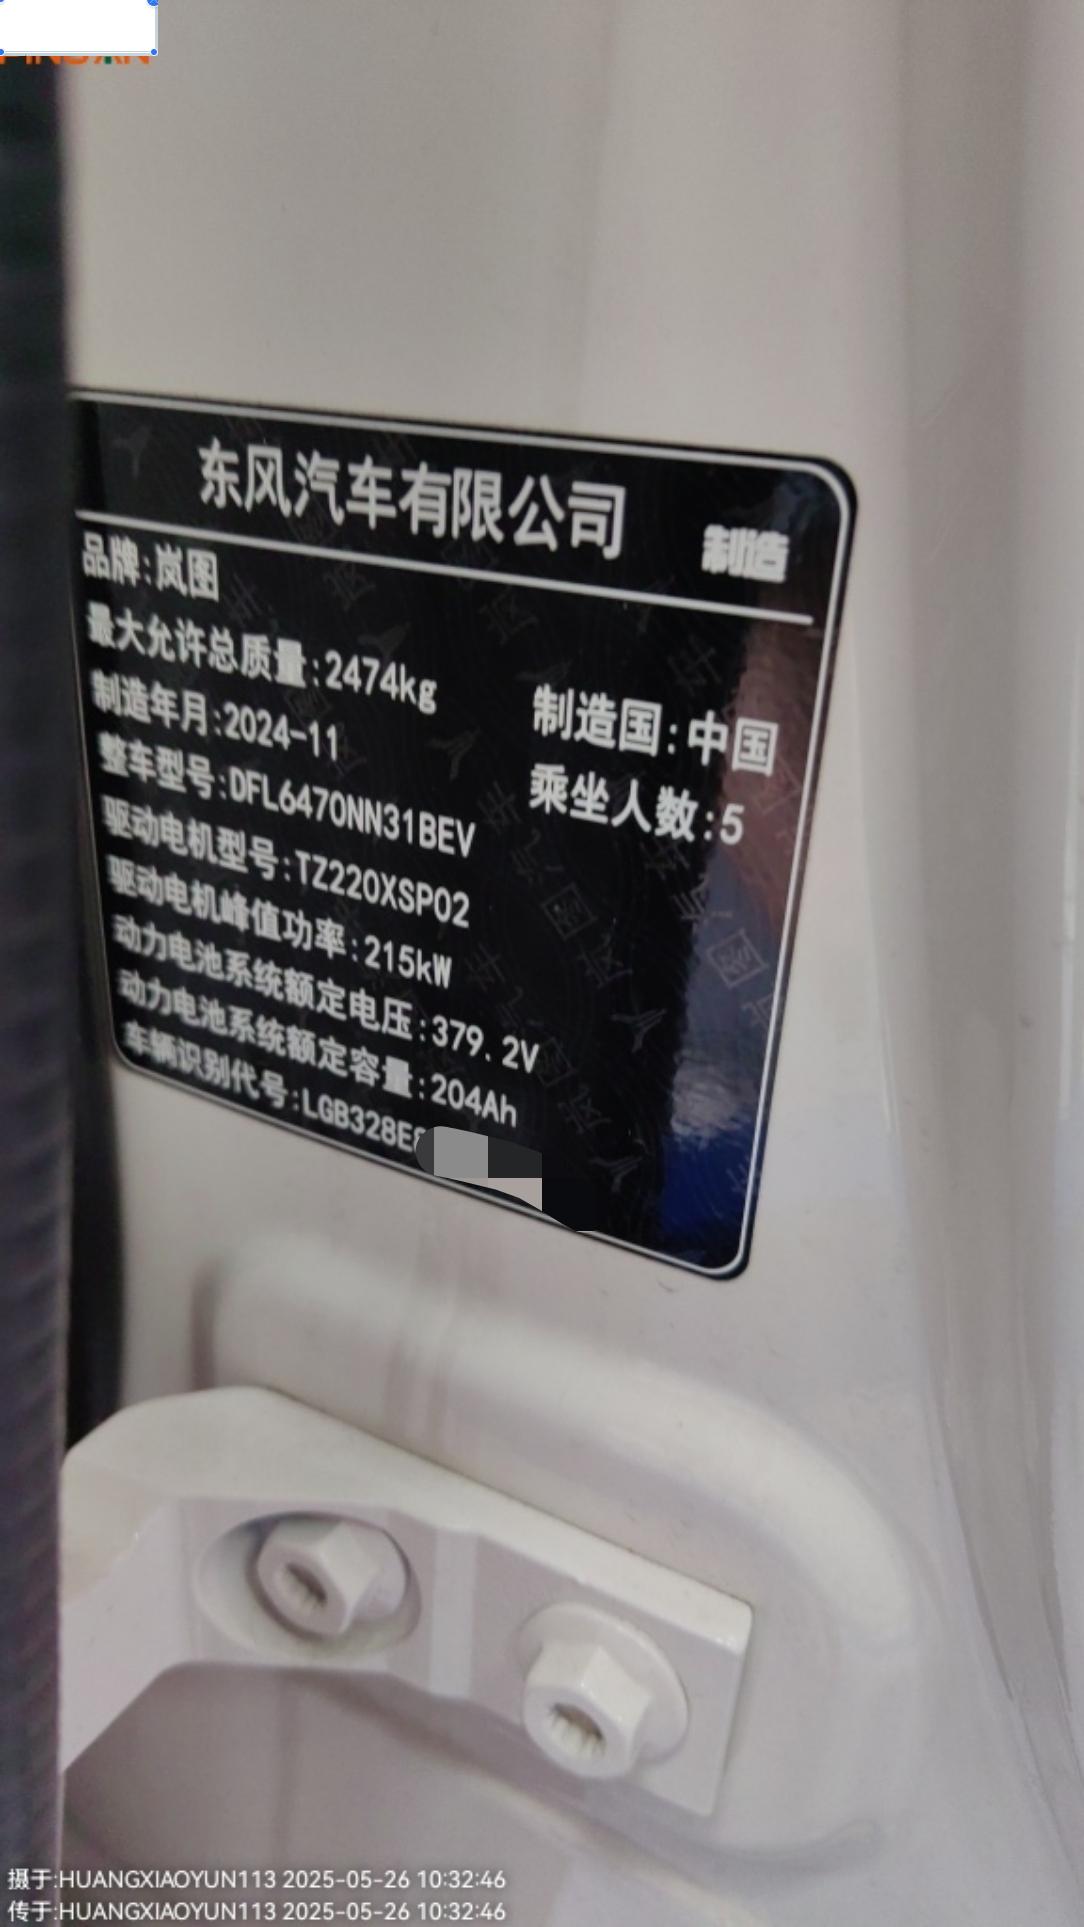 东风汽车有限公司 制造
品牌:岚图
最大允许总质量:2474kg
制造国:中国
制造年月:2024-11
乘坐人数:5
整车型号:DFL6470NN31BEV
驱动电机型号:TZ220XSP02
驱动电机峰值功率:215kW
动力电池系统额定电压:379.2V
动力电池系统额定容量:204Ah
车辆识别代号:LGB328E
摄于:HUANGXIAOYUN113 2025-05-26 10:32:46
传于:HUANGXIAOYUN113 2025-05-26 10:32:46